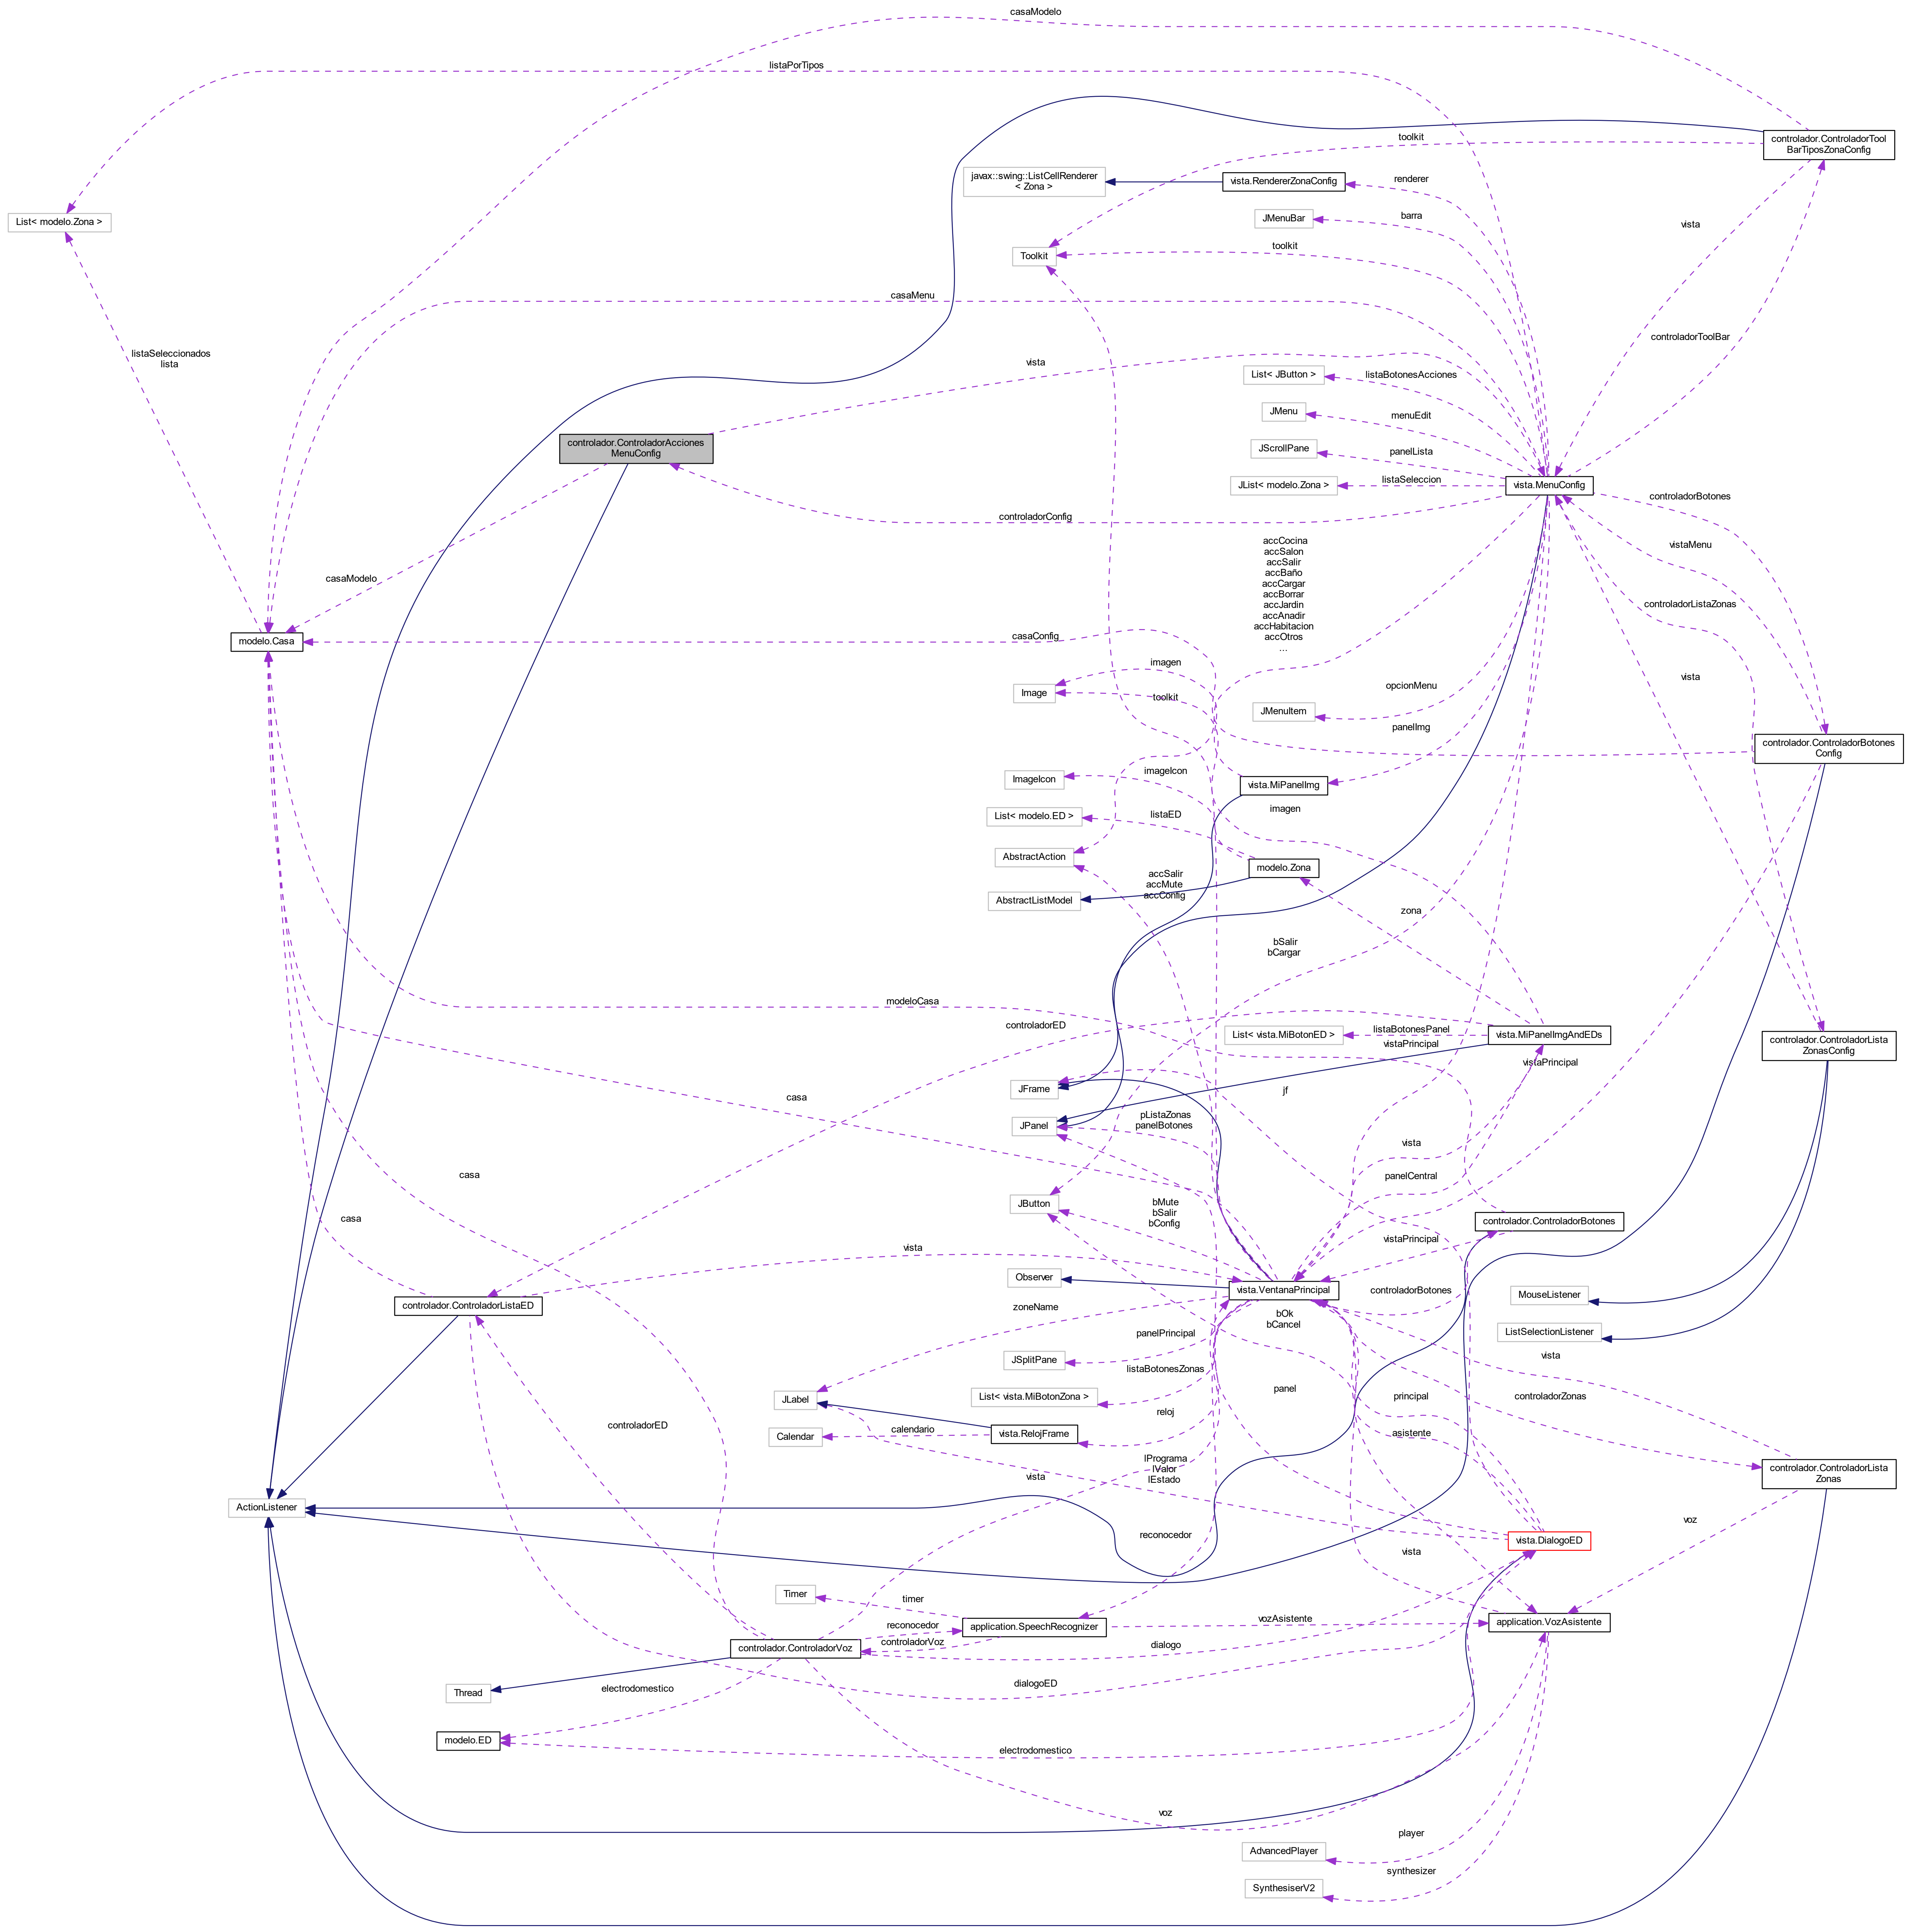 casaModelo
listaPorTipos
controlador.ControladorTool
BarTiposZonaConfig
toolkit
javax::swing::ListCellRenderer
< Zona >
vista.RendererZonaConfig
renderer
List< modelo.Zona >
JMenuBar
barra
vista
Toolkit
toolkit
casaMenu
controladorToolBar
listaSeleccionados
lista
vista
List< JButton >
listaBotonesAcciones
JMenu
menuEdit
controlador.ControladorAcciones
MenuConfig
JScrollPane
panelLista
JList< modelo.Zona >
listaSeleccion
vista.MenuConfig
controladorBotones
controladorConfig
accCocina
accSalon
accSalir
accBaño
accCargar
accBorrar
accJardin
accAnadir
accHabitacion
accOtros
...
vistaMenu
casaModelo
controladorListaZonas
modelo.Casa
casaConfig
imagen
vista
Image
toolkit
opcionMenu
JMenuItem
panelImg
controlador.ControladorBotones
Config
ImageIcon
imageIcon
vista.MiPanelImg
imagen
List< modelo.ED >
listaED
AbstractAction
modelo.Zona
accSalir
accMute
accConfig
AbstractListModel
zona
bSalir
bCargar
modeloCasa
controladorED
List< vista.MiBotonED >
listaBotonesPanel
vista.MiPanelImgAndEDs
vistaPrincipal
vistaPrincipal
controlador.ControladorLista
ZonasConfig
JFrame
jf
casa
JPanel
pListaZonas
panelBotones
vista
casa
panelCentral
JButton
bMute
bSalir
bConfig
casa
controlador.ControladorBotones
vistaPrincipal
vista
Observer
vista.VentanaPrincipal
controladorBotones
MouseListener
controlador.ControladorListaED
zoneName
bOk
bCancel
ListSelectionListener
panelPrincipal
JSplitPane
vista
listaBotonesZonas
JLabel
List< vista.MiBotonZona >
panel
principal
controladorZonas
reloj
controladorED
calendario
Calendar
vista.RelojFrame
asistente
lPrograma
lValor
lEstado
vista
controlador.ControladorLista
Zonas
ActionListener
voz
reconocedor
vista.DialogoED
vista
Timer
timer
vozAsistente
application.VozAsistente
reconocedor
application.SpeechRecognizer
controladorVoz
controlador.ControladorVoz
dialogo
dialogoED
electrodomestico
Thread
modelo.ED
electrodomestico
voz
player
AdvancedPlayer
synthesizer
SynthesiserV2